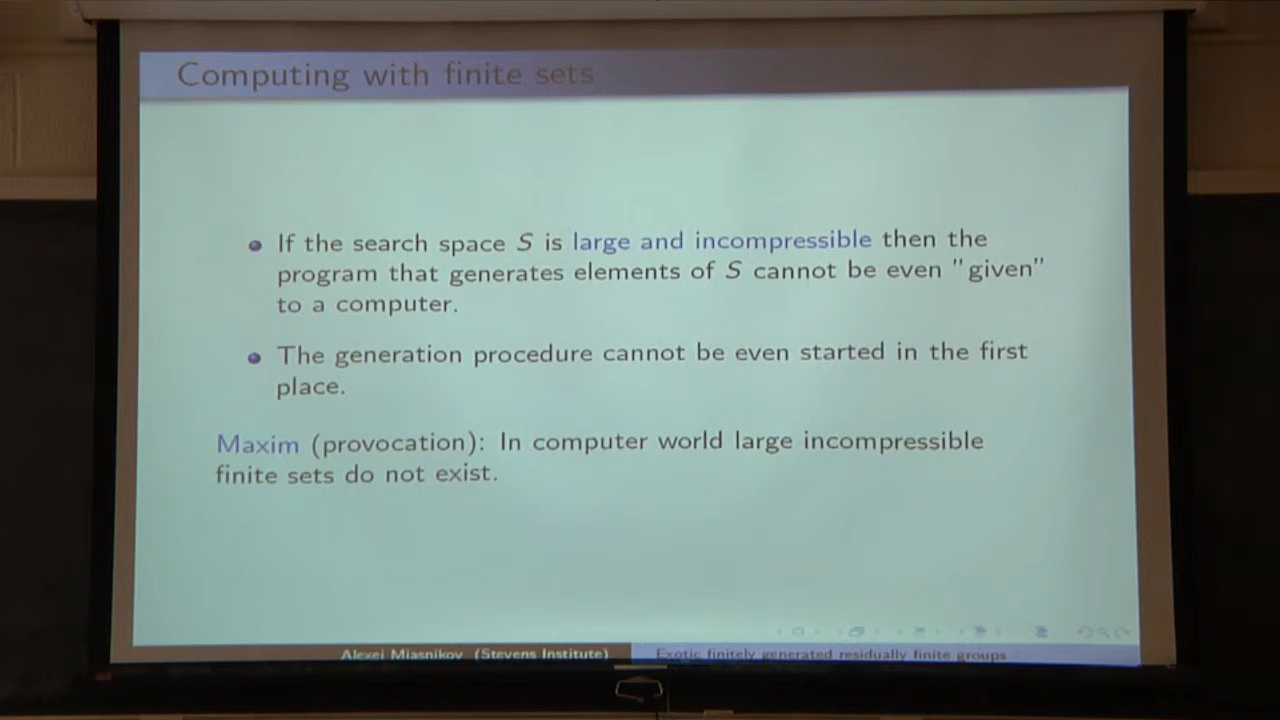 Computing with finite sets
If the search space S is large and incompressible then the
program that generates elements of S cannot be even "given"
to a computer.
The generation procedure cannot be even started in the first
place.
Maxim (provocation): In computer world large incompressible
finite sets do not exist.
Alexei Miasnikov (Stevens Institute)
Exotic finitely generated residually finite groups